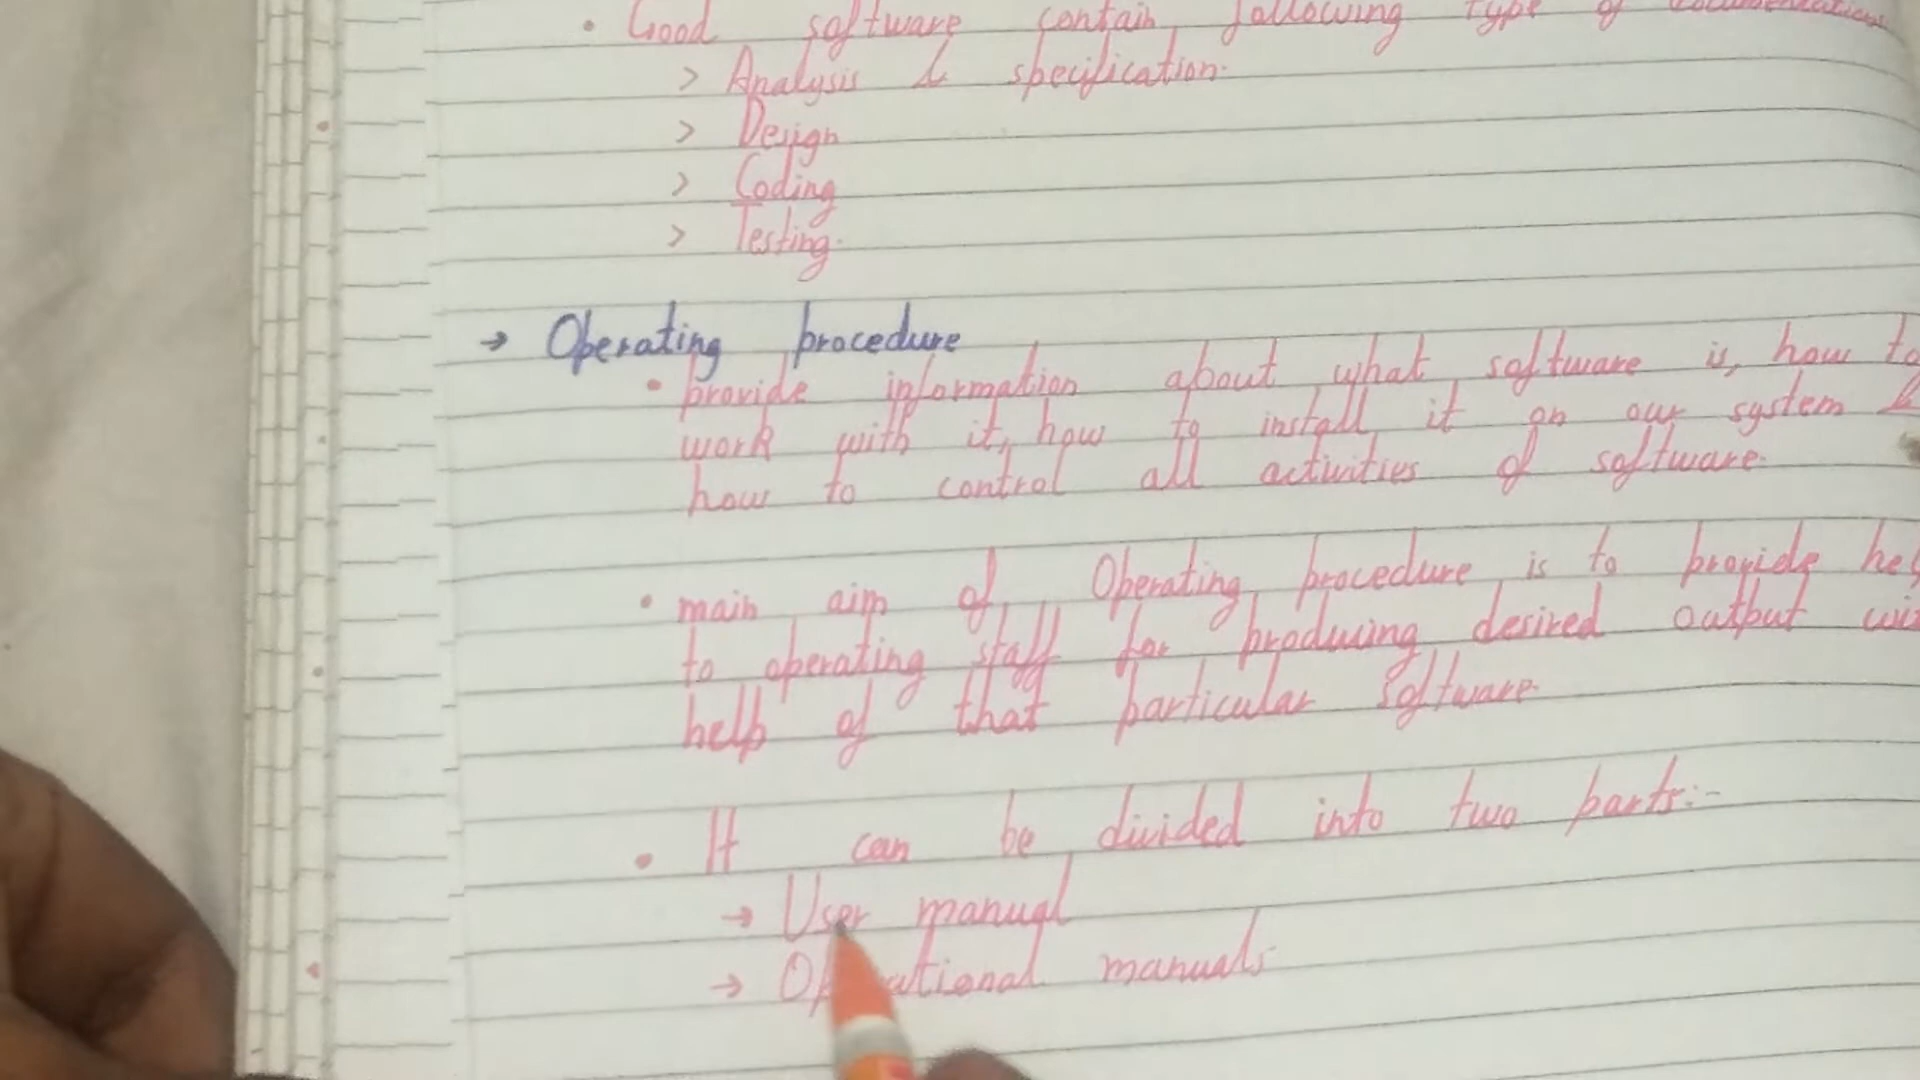 • Good software contain following type of documentation
> Analysis & specification.
> Design
> Coding
> Testing.
→ Operating procedure
• provide information about what software is, how to
work with it, how to install it on our system &
how to control all activities of software.
• main aim of Operating procedure is to provide hel
to operating staff for producing desired output wi
help of that particular software.
• It can be divided into two parts:-
→ User manual
→ Operational manuals